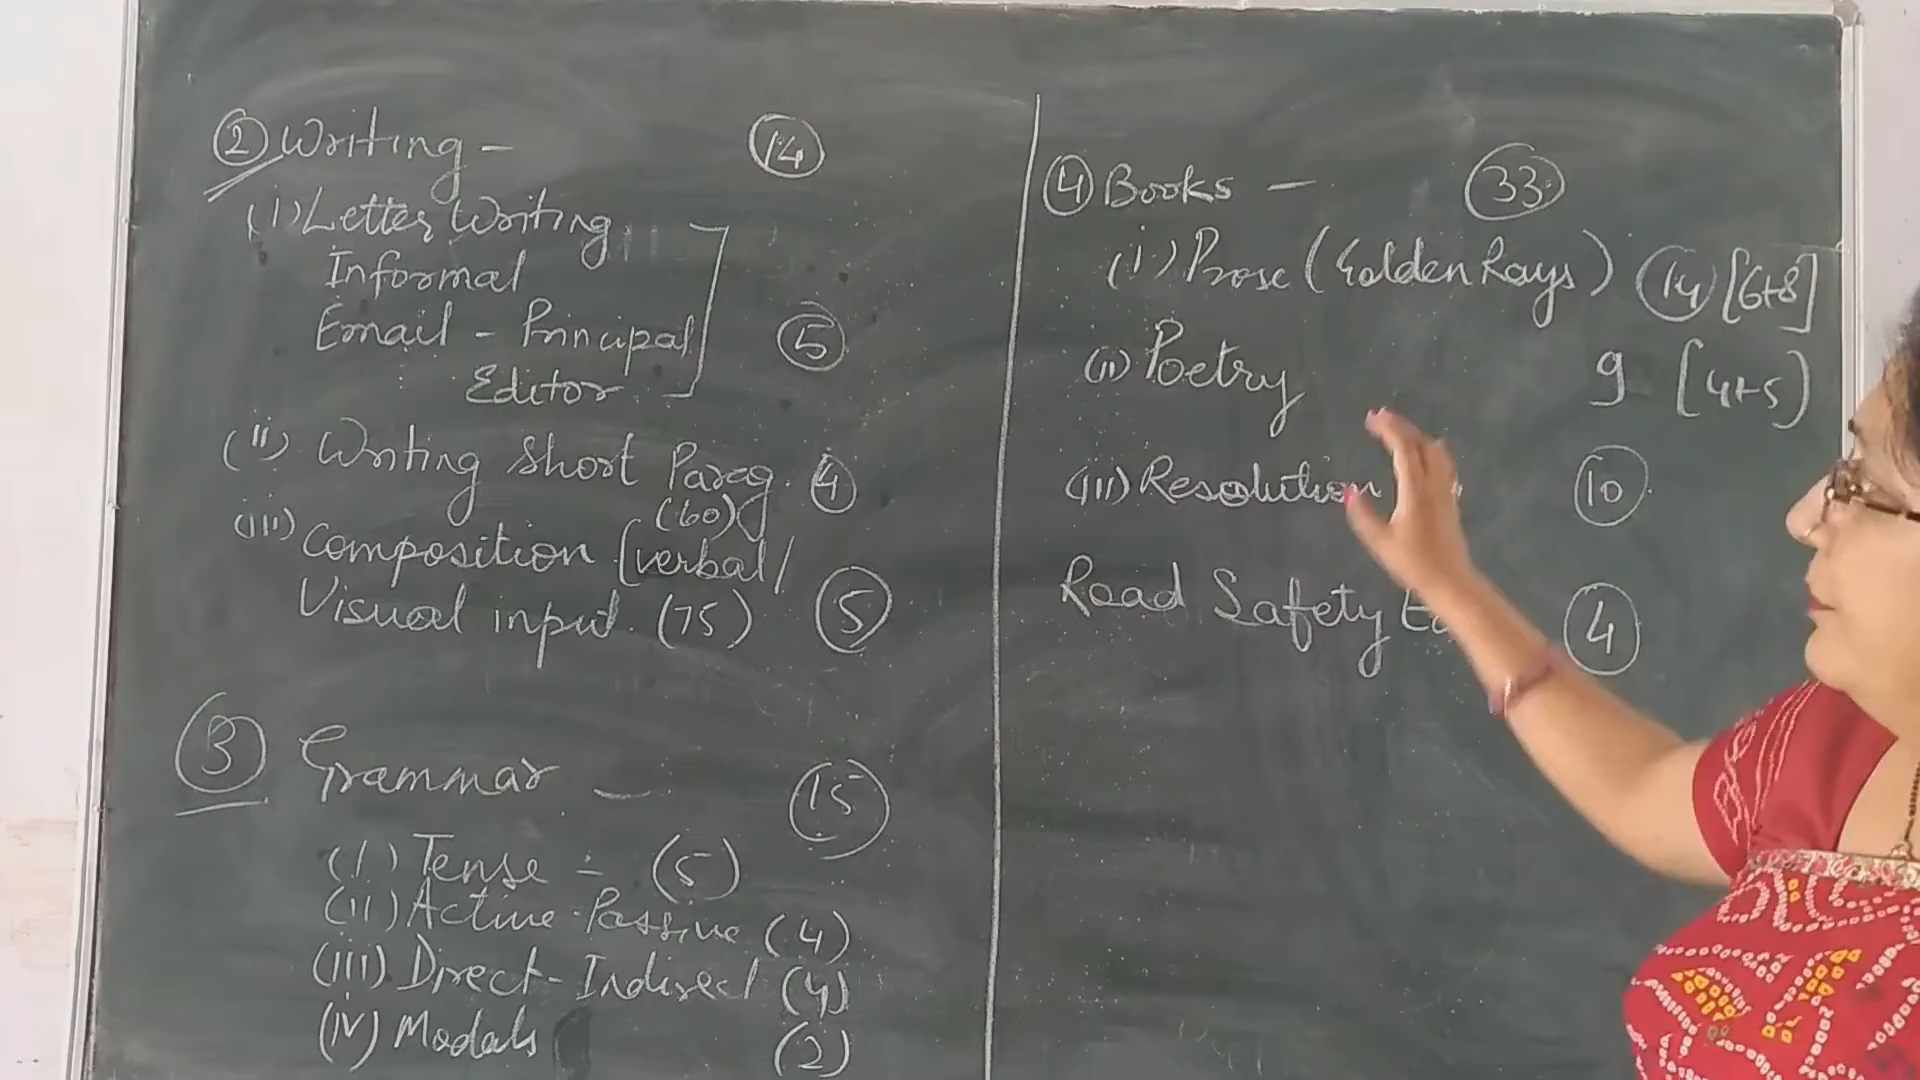 ② Writing - 14
(i) Letter Writing
Informal
Email - Principal 5
Editor
(ii) Writing Short Parag. 4
(60)
(iii) Composition [verbal /
Visual input. (75) 5
③ Grammar - 15
(i) Tense - (5)
(ii) Active-Passive (4)
(iii) Direct-Indirect (4)
(iv) Modals (2)
④ Books - 33
(i) Prose (Golden Rays) 14 [6+8]
(ii) Poetry 9 [4+5)
(iii) Resolution 10
Road Safety 4